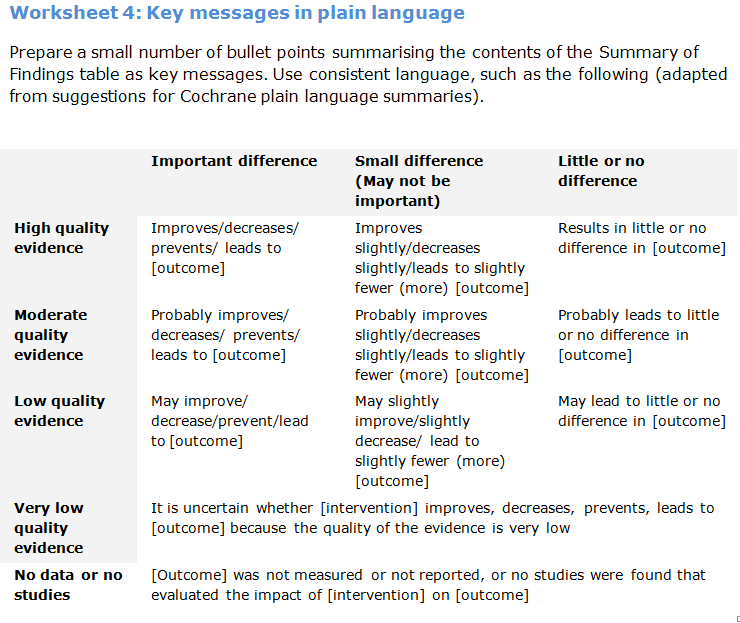 Worksheet 4: Key messages in plain language
Prepare a small number of bullet points summarising the contents of the Summary of
Findings table as key messages. Use consistent language, such as the following (adapted
from suggestions for Cochrane plain language summaries).
Important difference
Small difference
(May not be
important)
Little or no
difference
High quality
evidence
Improves/decreases/
prevents/ leads to
[outcome]
Improves
slightly/decreases
slightly/leads to slightly
fewer (more) [outcome]
Results in little or no
difference in [outcome]
Moderate
quality
evidence
Probably improves/
decreases/ prevents/
leads to [outcome]
Probably improves
slightly/decreases
slightly/leads to slightly
fewer (more) [outcome]
Probably leads to little
or no difference in
[outcome]
Low quality
evidence
May improve/
decrease/prevent/lead
to [outcome]
May slightly
improve/slightly
decrease/ lead to
slightly fewer (more)
[outcome]
May lead to little or no
difference in [outcome]
Very low
quality
evidence
It is uncertain whether [intervention] improves, decreases, prevents, leads to
[outcome] because the quality of the evidence is very low
No data or no
studies
[Outcome] was not measured or not reported, or no studies were found that
evaluated the impact of [intervention] on [outcome]